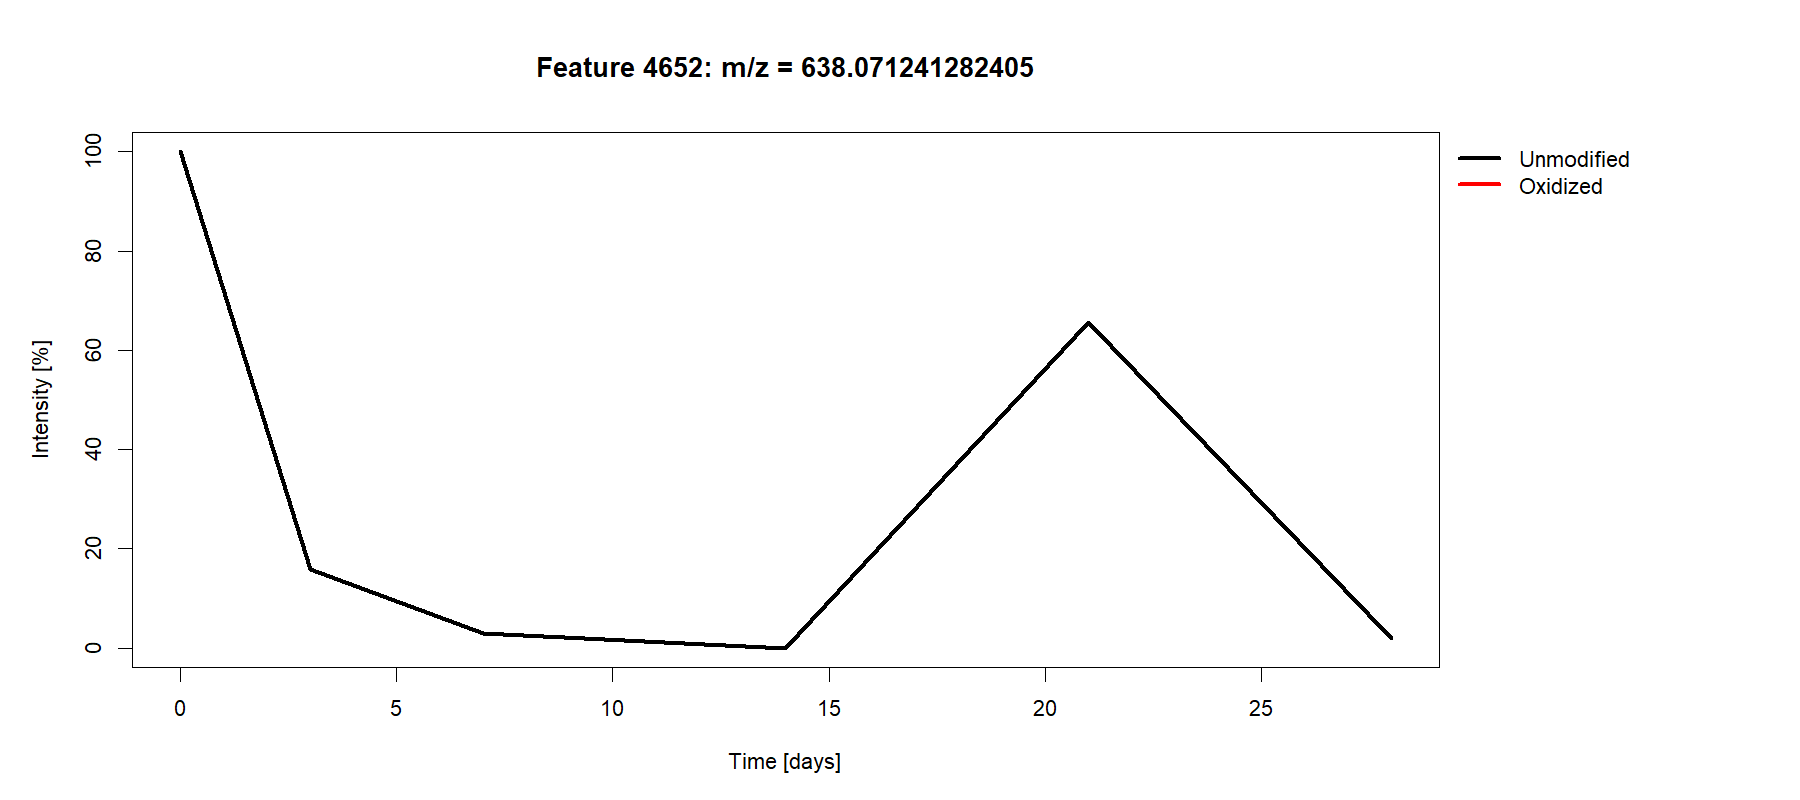 Feature 4652: m/z = 638.071241282405
Unmodified
Oxidized
Intensity [%]
100
80
60
40
20
0
0 5 10 15 20 25
Time [days]